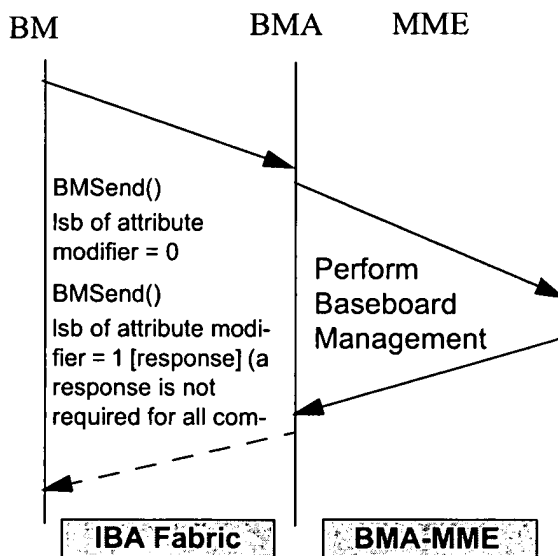 BM BMA MME
BMSend()
lsb of attribute
modifier = 0
BMSend()
lsb of attribute modi-
fier = 1 [response] (a
response is not
required for all com-
Perform
Baseboard
Management
IBA Fabric BMA-MME